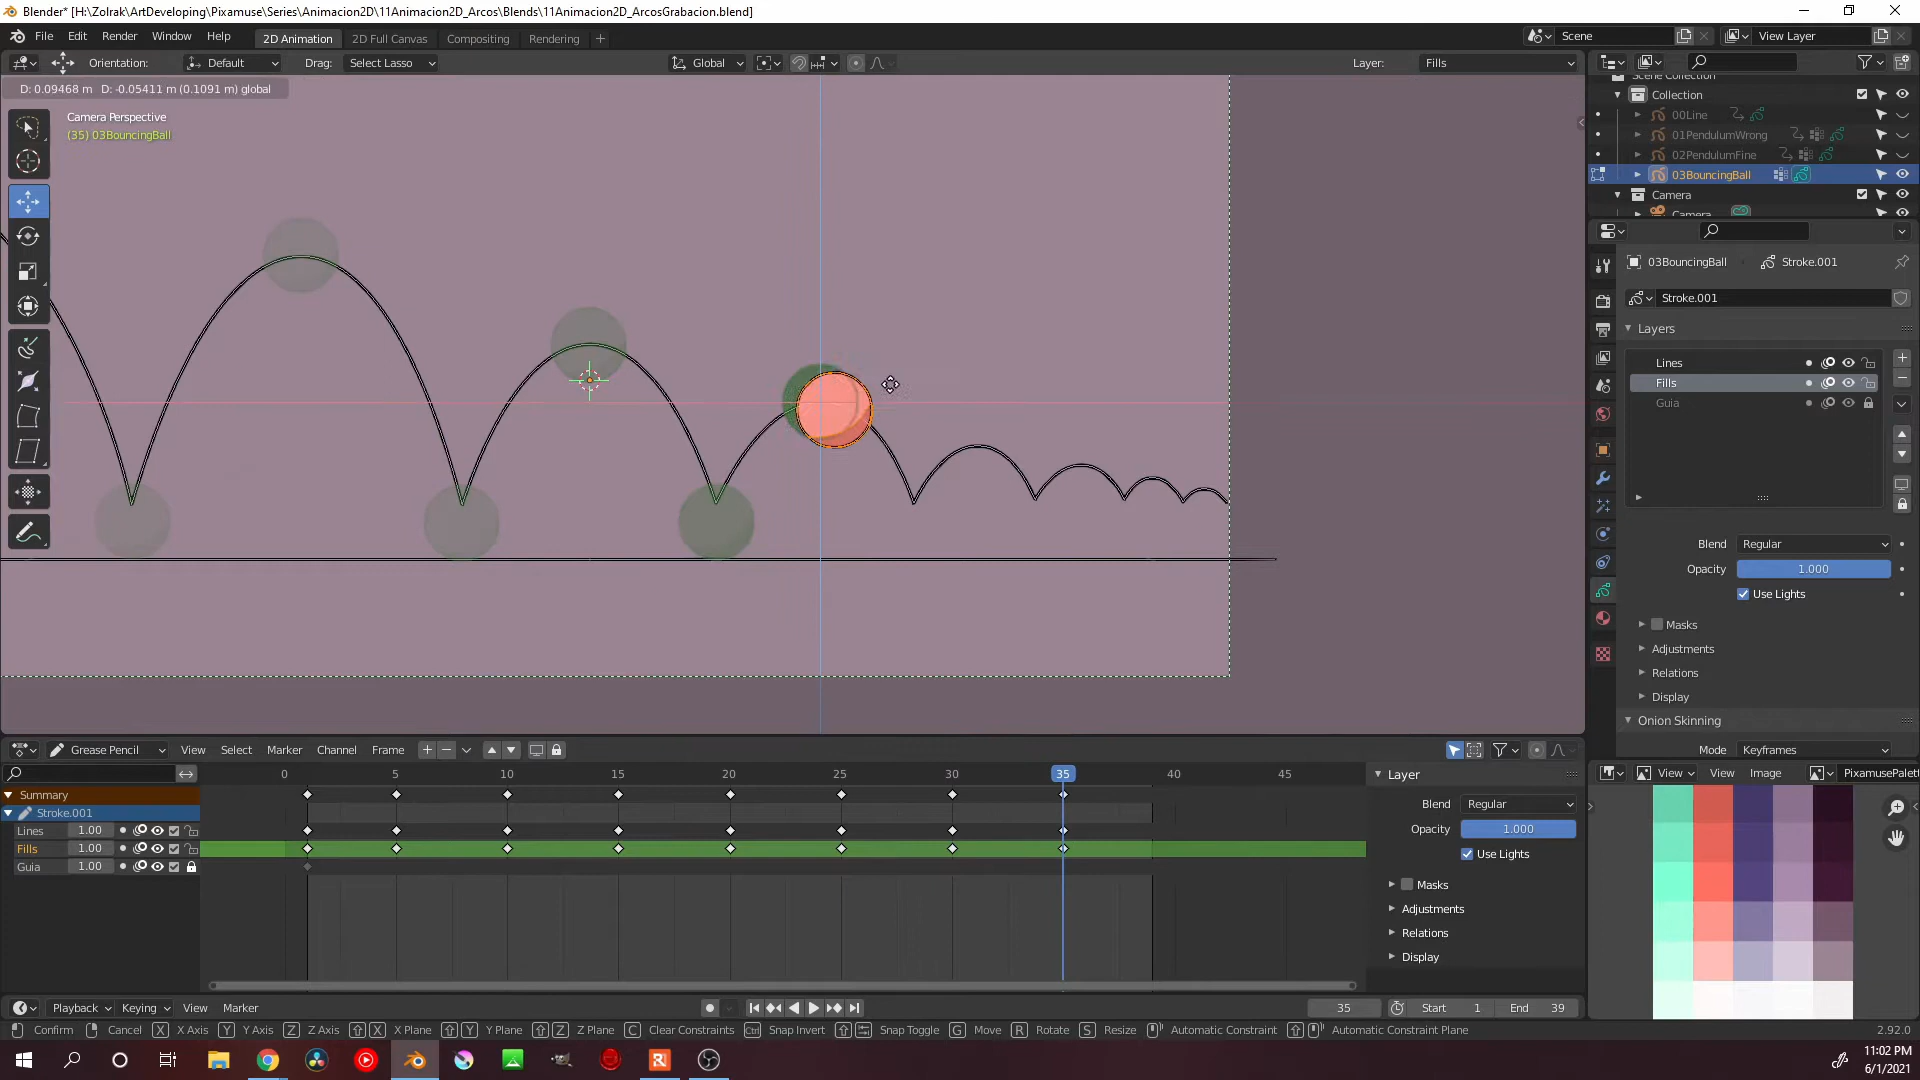 Blender* [H:\Zolrak\ArtDeveloping\Pixamuse\Series\Animacion2D\11Animacion2D_Arcos\Blends\11Animacion2D_ArcosGrabacion.blend]
File Edit Render Window Help 2D Animation 2D Full Canvas Compositing Rendering + Scene View Layer
Orientation: Default Drag: Select Lasso Global Layer: Fills
D: 0.09468 m D: -0.05411 m (0.1091 m) global
Camera Perspective
(35) 03BouncingBall
Scene Collection
Collection
00Line
01PendulumWrong
02PendulumFine
03BouncingBall
Camera
Camera
03BouncingBall Stroke.001
Stroke.001
Layers
Lines
Fills
Guia
Blend Regular
Opacity 1.000
Use Lights
Masks
Adjustments
Relations
Display
Onion Skinning
Mode Keyframes
Grease Pencil View Select Marker Channel Frame
0 5 10 15 20 25 30 35 40 45
Summary
Stroke.001
Lines 1.00
Fills 1.00
Guia 1.00
Layer
Blend Regular
Opacity 1.000
Use Lights
Masks
Adjustments
Relations
Display
View View Image PixamusePalet
Playback Keying View Marker 35 Start 1 End 39
Confirm Cancel X X Axis Y Y Axis Z Z Axis X X Plane Y Y Plane Z Z Plane C Clear Constraints Ctrl Snap Invert Snap Toggle G Move R Rotate S Resize Automatic Constraint Automatic Constraint Plane 2.92.0
11:02 PM
6/1/2021